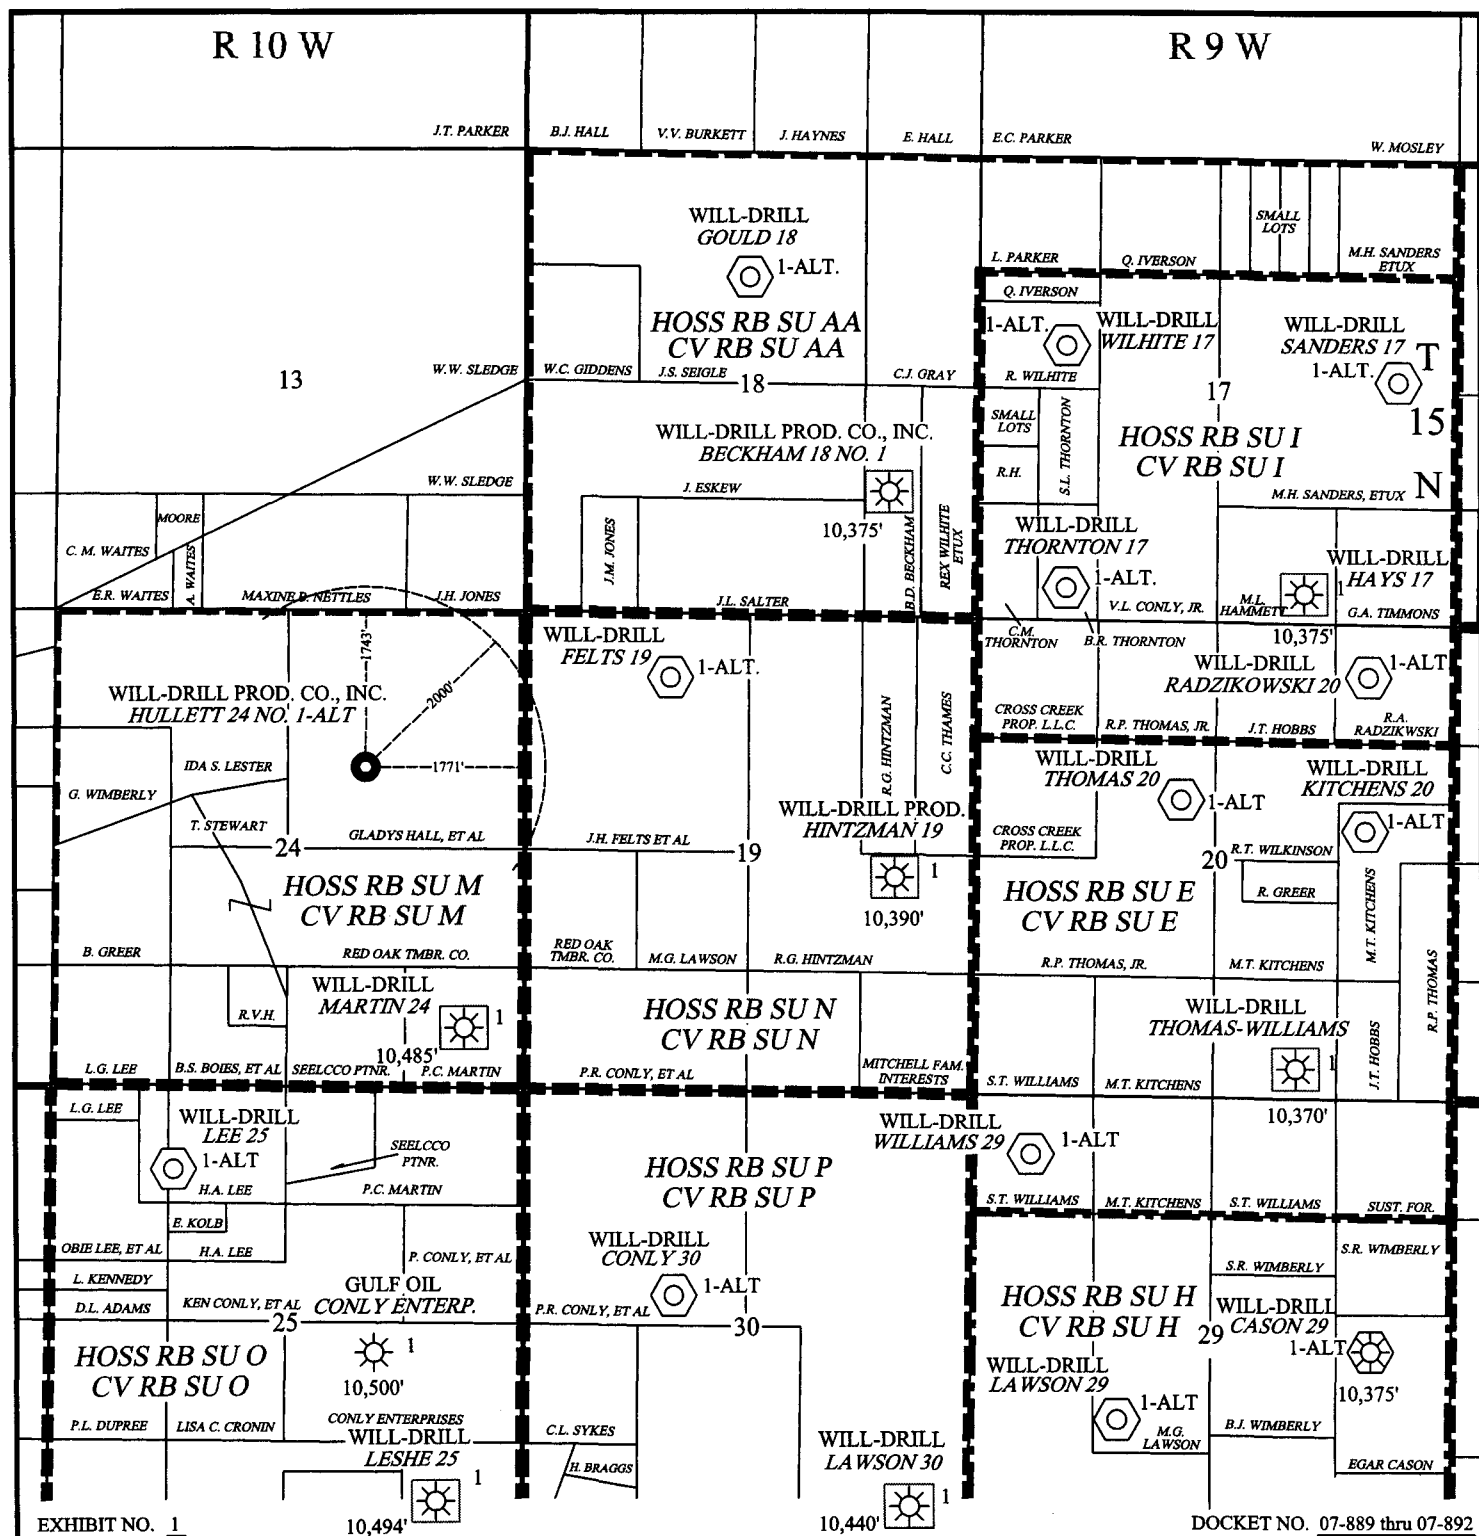 R 10 W
R 9 W
J.T. PARKER
B.J. HALL
V.V. BURKETT
J. HAYNES
E. HALL
E.C. PARKER
W. MOSLEY
WILL-DRILL
GOULD 18
1-ALT.
SMALL
LOTS
L. PARKER
Q. IVERSON
M.H. SANDERS
ETUX
Q. IVERSON
HOSS RB SU AA
CV RB SU AA
1-ALT.
WILL-DRILL
WILHITE 17
WILL-DRILL
SANDERS 17
1-ALT.
T
15
N
13
W.W. SLEDGE
W.C. GIDDENS
J.S. SEIGLE
18
C.J. GRAY
R. WILHITE
17
SMALL
LOTS
S.L. THORNTON
R.H.
HOSS RB SU I
CV RB SU I
WILL-DRILL PROD. CO., INC.
BECKHAM 18 NO. 1
10,375'
W.W. SLEDGE
J. ESKEW
M.H. SANDERS, ETUX
MOORE
C. M. WAITES
E.R. WAITES
A. WAITES
MAXINE B. NETTLES
J.H. JONES
J.M. JONES
J.L. SALTER
B.D. BECKHAM
REX WILHITE
ETUX
WILL-DRILL
THORNTON 17
1-ALT.
WILL-DRILL
HAYS 17
1
10,375'
V.L. CONLY, JR.
M.L.
HAMMETT
G.A. TIMMONS
C.M.
THORNTON
B.R. THORNTON
1743'
2000'
1771'
WILL-DRILL PROD. CO., INC.
HULLETT 24 NO. 1-ALT
WILL-DRILL
FELTS 19
1-ALT.
R.G. HINTZMAN
C.C. THAMES
WILL-DRILL
RADZIKOWSKI 20
1-ALT
CROSS CREEK
PROP. L.L.C.
R.P. THOMAS, JR.
J.T. HOBBS
R.A.
RADZIKWSKI
IDA S. LESTER
G. WIMBERLY
T. STEWART
24
GLADYS HALL, ET AL
J.H. FELTS ET AL
19
WILL-DRILL PROD.
HINTZMAN 19
1
10,390'
WILL-DRILL
THOMAS 20
1-ALT
WILL-DRILL
KITCHENS 20
1-ALT
CROSS CREEK
PROP. L.L.C.
20
R.T. WILKINSON
R. GREER
M.T. KITCHENS
R.P. THOMAS
HOSS RB SU M
CV RB SU M
HOSS RB SU E
CV RB SU E
B. GREER
RED OAK TMBR. CO.
RED OAK
TMBR. CO.
M.G. LAWSON
R.G. HINTZMAN
R.P. THOMAS, JR.
M.T. KITCHENS
R.V.H.
WILL-DRILL
MARTIN 24
1
10,485'
HOSS RB SU N
CV RB SU N
WILL-DRILL
THOMAS-WILLIAMS
1
10,370'
J.T. HOBBS
L.G. LEE
B.S. BOIES, ET AL
SEELCCO PTNR.
P.C. MARTIN
P.R. CONLY, ET AL
MITCHELL FAM.
INTERESTS
S.T. WILLIAMS
M.T. KITCHENS
L.G. LEE
WILL-DRILL
LEE 25
1-ALT
SEELCCO
PTNR.
WILL-DRILL
WILLIAMS 29
1-ALT
H.A. LEE
P.C. MARTIN
HOSS RB SU P
CV RB SU P
S.T. WILLIAMS
M.T. KITCHENS
S.T. WILLIAMS
SUST. FOR.
E. KOLB
OBIE LEE, ET AL
H.A. LEE
P. CONLY, ET AL
WILL-DRILL
CONLY 30
1-ALT
S.R. WIMBERLY
S.R. WIMBERLY
L. KENNEDY
D.L. ADAMS
KEN CONLY, ET AL
GULF OIL
CONLY ENTERP.
1
10,500'
25
P.R. CONLY, ET AL
30
HOSS RB SU H
CV RB SU H
29
WILL-DRILL
CASON 29
1-ALT
10,375'
HOSS RB SU O
CV RB SU O
WILL-DRILL
LAWSON 29
1-ALT
M.G.
LAWSON
P.L. DUPREE
LISA C. CRONIN
CONLY ENTERPRISES
WILL-DRILL
LESHE 25
1
10,494'
C.L. SYKES
H. BRAGGS
WILL-DRILL
LAWSON 30
1
10,440'
B.J. WIMBERLY
EGAR CASON
EXHIBIT NO. 1
DOCKET NO. 07-889 thru 07-892